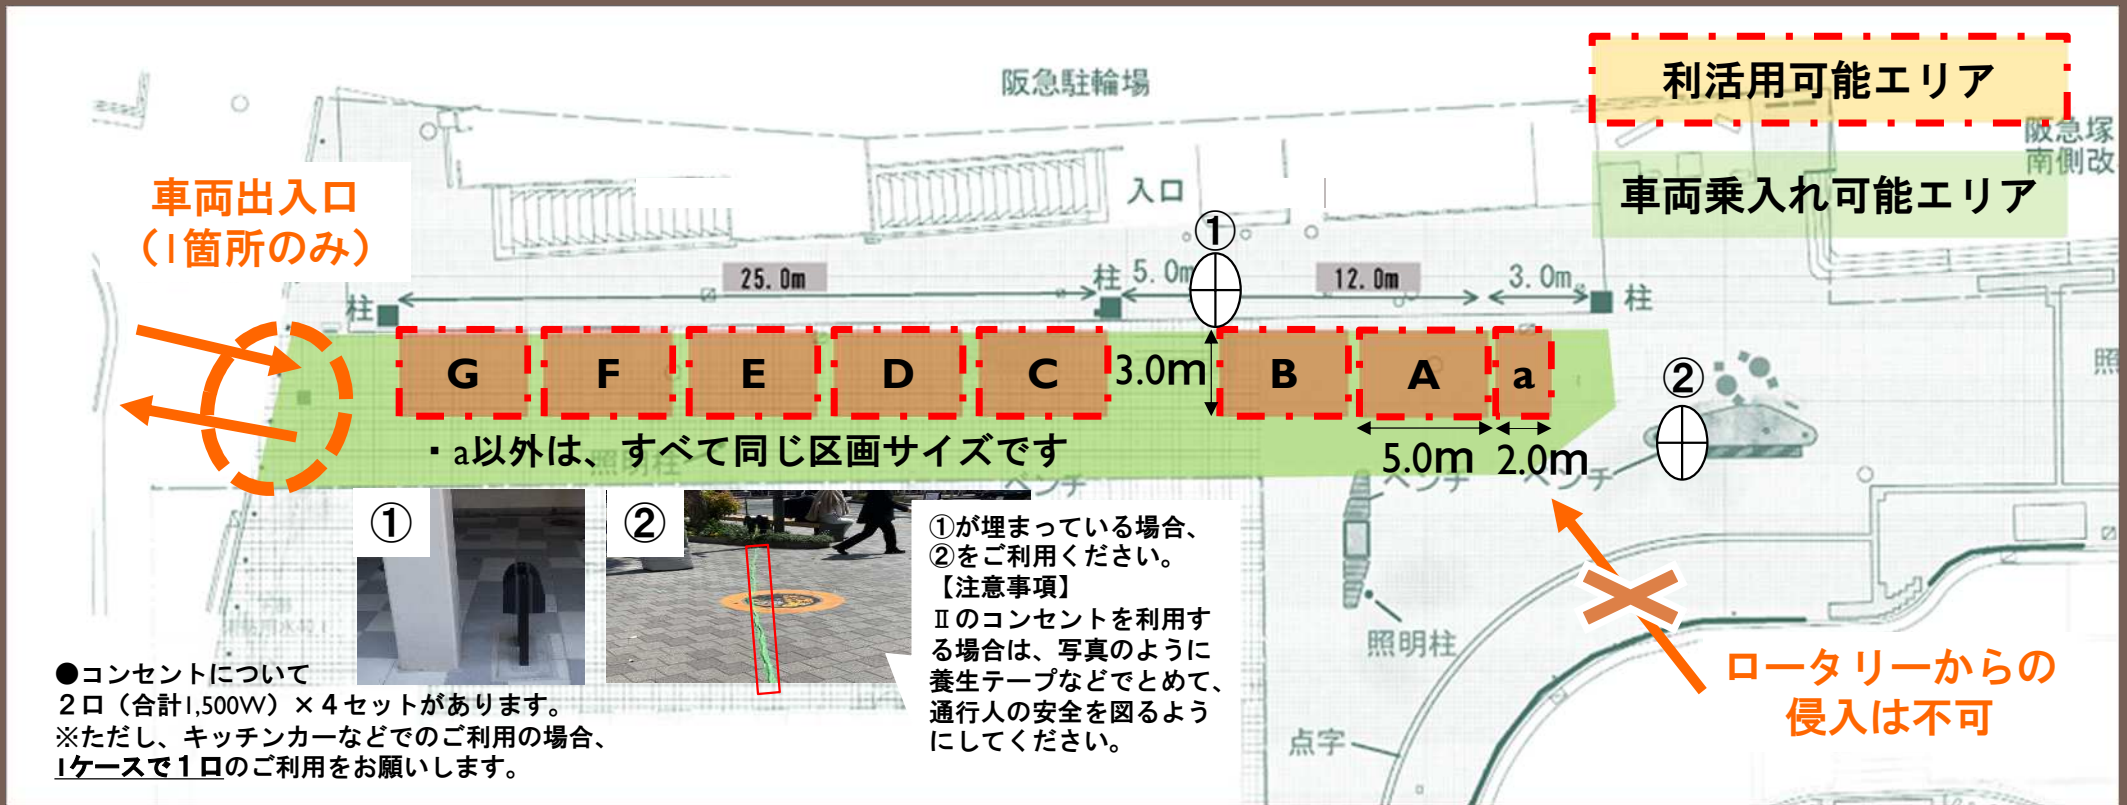 阪急駐輪場
利活用可能エリア
阪急塚
南側改
車両乗入れ可能エリア
車両出入口
（1箇所のみ）
入口
①
25.0m
柱
5.0m
12.0m
3.0m
柱
柱
G
F
E
D
C
3.0m
B
A
a
②
照
・a以外は、すべて同じ区画サイズです
5.0m
2.0m
照明柱
ベンチ
ベンチ
ベンチ
①
②
①が埋まっている場合、
②をご利用ください。
【注意事項】
Ⅱのコンセントを利用す
る場合は、写真のように
養生テープなどでとめて、
通行人の安全を図るよう
にしてください。
照明柱
ロータリーからの
侵入は不可
点字
●コンセントについて
２口（合計1,500W）×４セットがあります。
※ただし、キッチンカーなどでのご利用の場合、
1ケースで１口のご利用をお願いします。